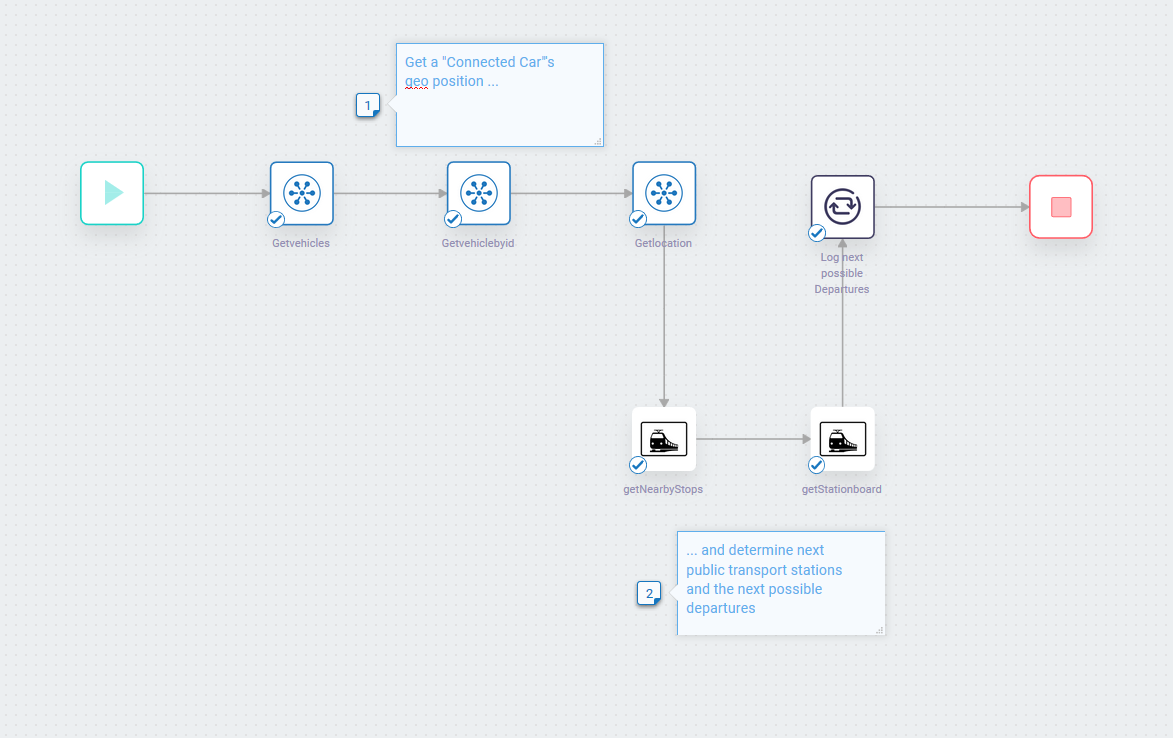 Get a "Connected Car"'s
geo position ...
1
Getvehicles
Getvehiclebyid
Getlocation
Log next
possible
Departures
getNearbyStops
getStationboard
... and determine next
public transport stations
and the next possible
departures
2